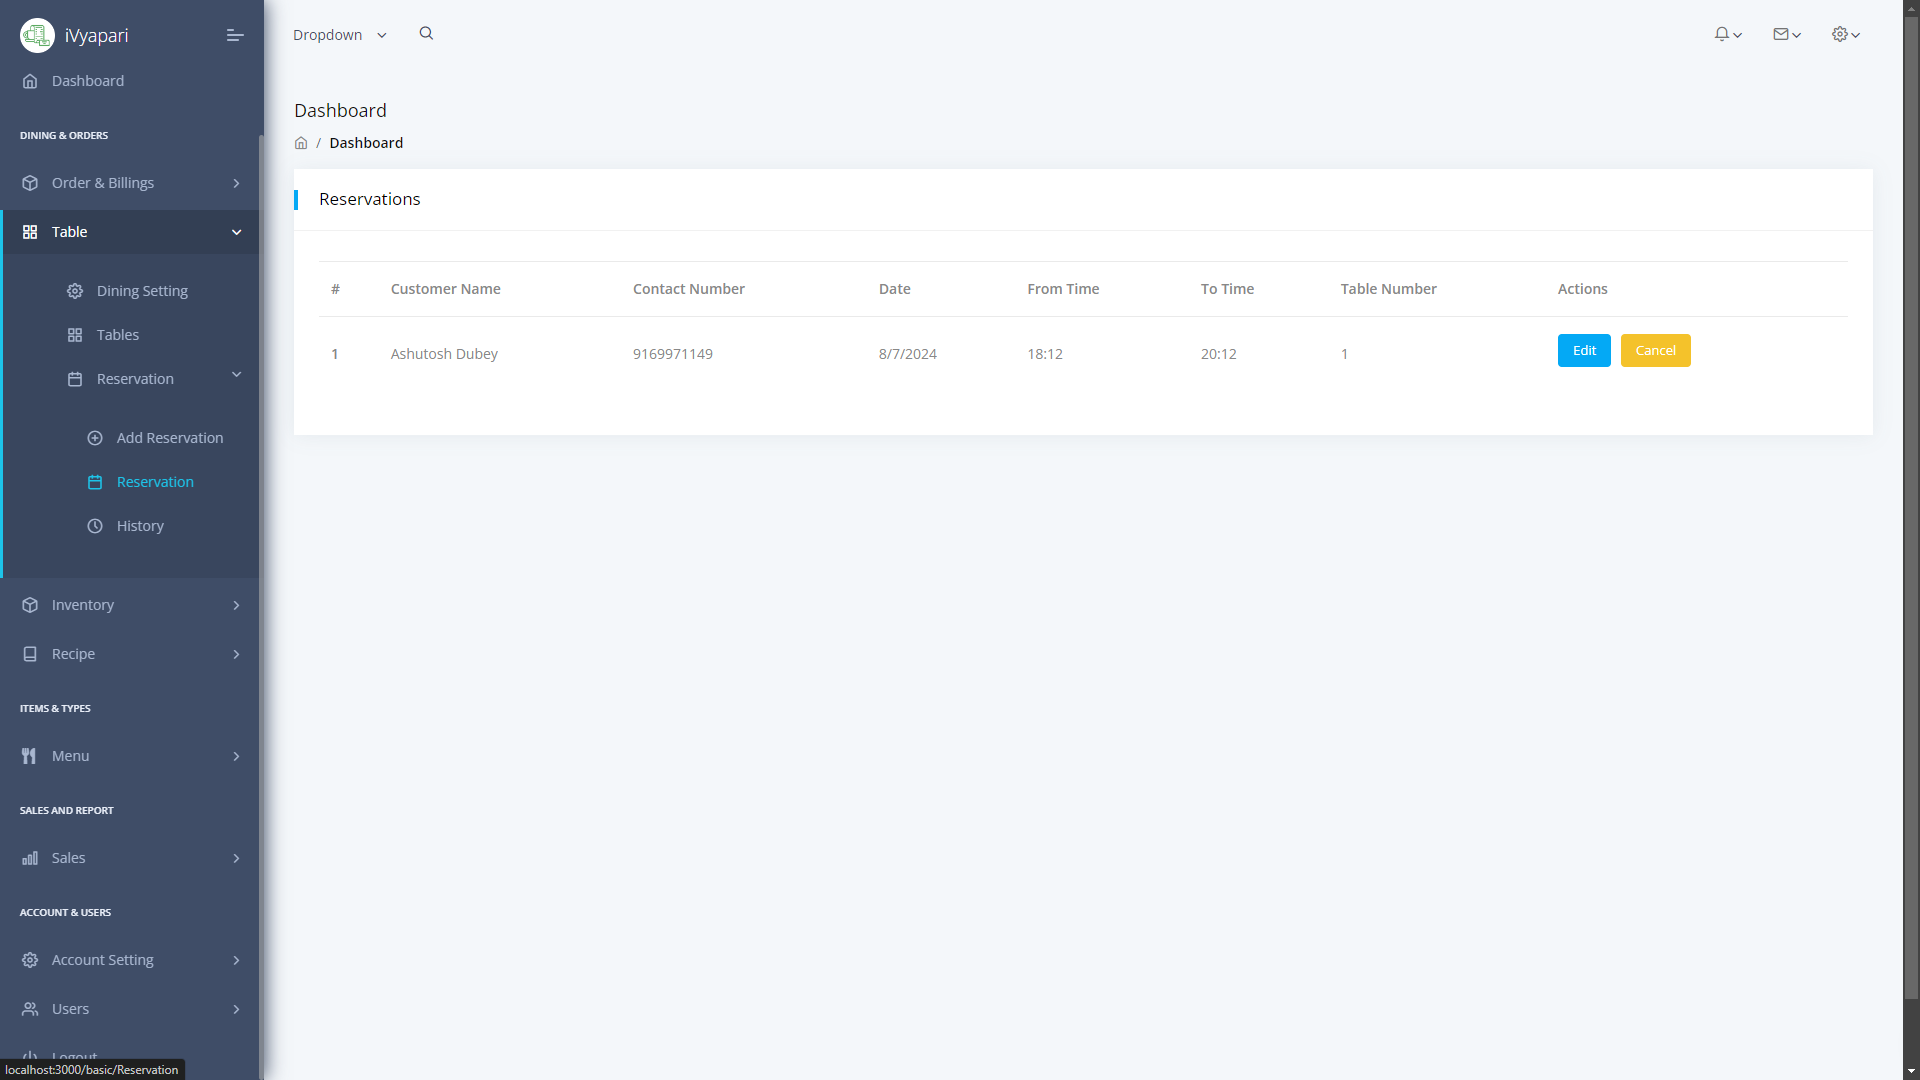 iVyapari
Dashboard
DINING & ORDERS
Order & Billings
Table
Dining Setting
Tables
Reservation
Add Reservation
Reservation
History
Inventory
Recipe
ITEMS & TYPES
Menu
SALES AND REPORT
Sales
ACCOUNT & USERS
Account Setting
Users
Logout
localhost:3000/basic/Reservation
Dropdown
Dashboard
/ Dashboard
Reservations
# Customer Name Contact Number Date From Time To Time Table Number Actions
1 Ashutosh Dubey 9169971149 8/7/2024 18:12 20:12 1 Edit Cancel